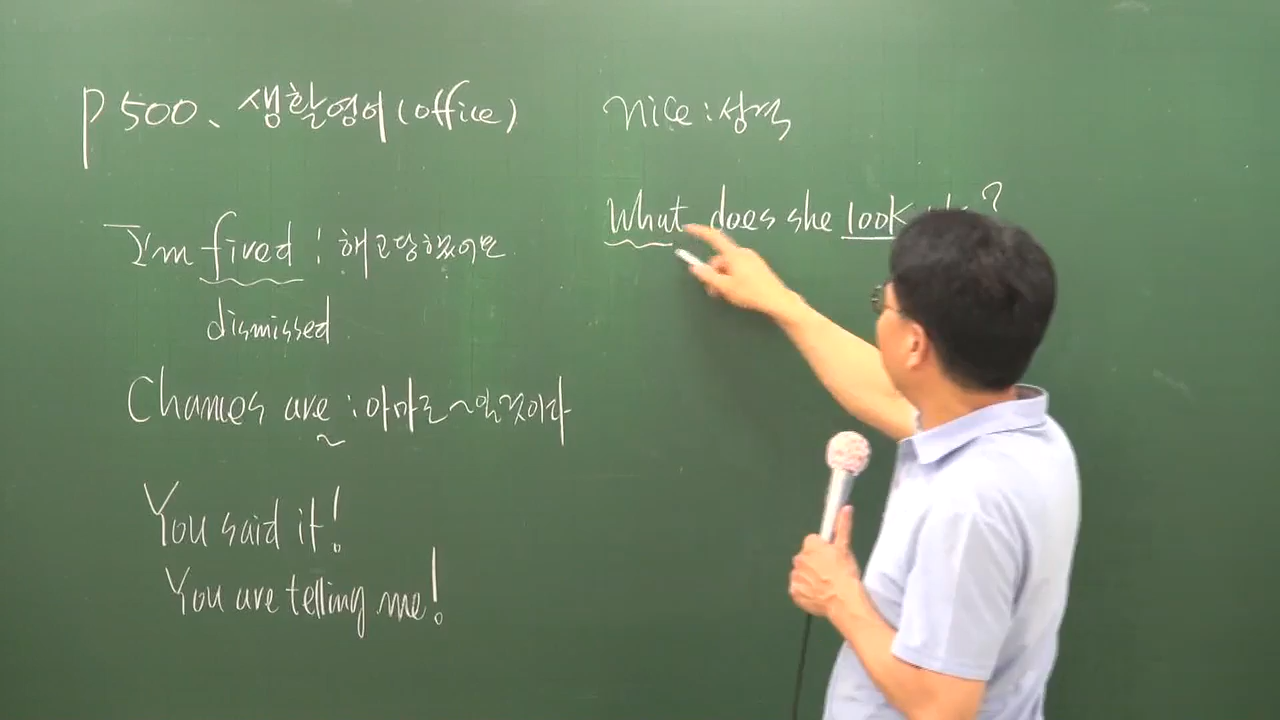 p 500、생활영어(office)
I'm fired : 해고당했어요
dismissed
Chances are : 아마도 ~일 것이다
You said it!
You are telling me!
nice : 성격
What does she look ?